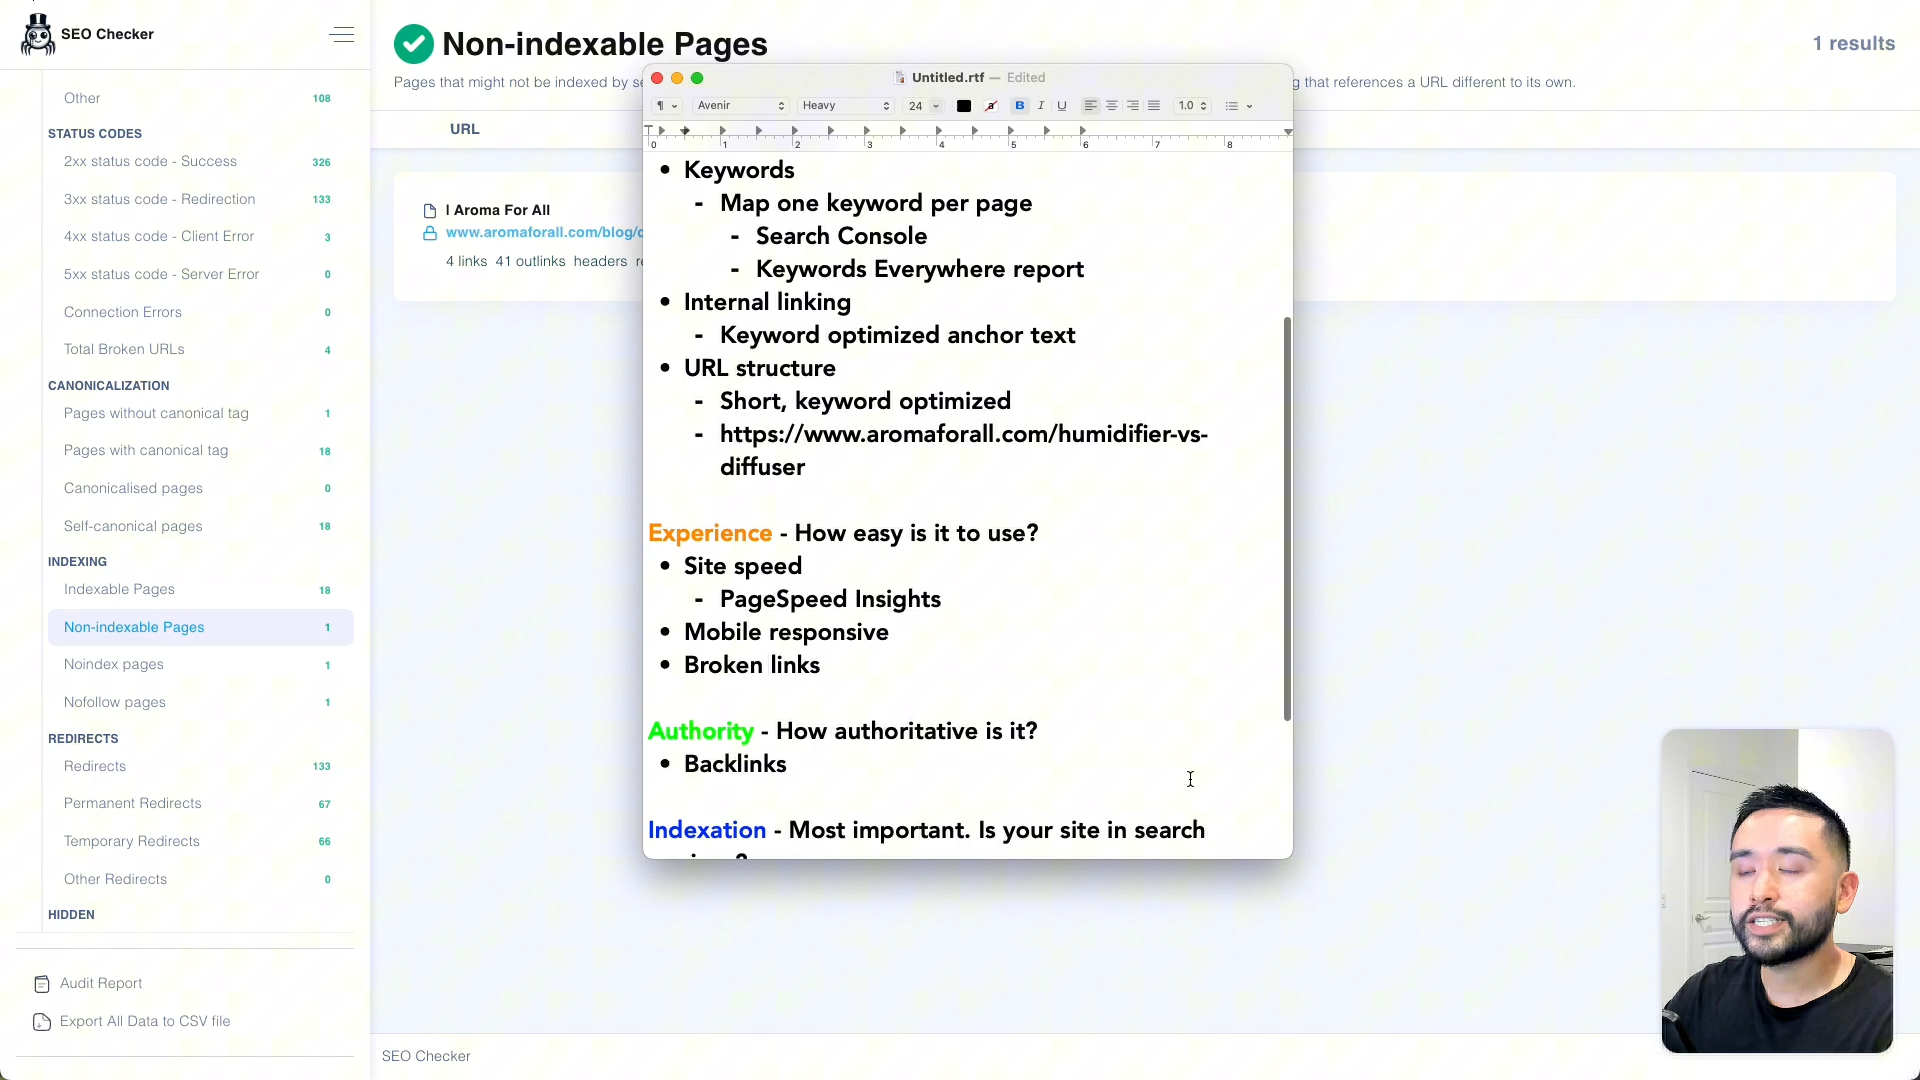 SEO Checker
Other 108
STATUS CODES
2xx status code - Success 326
3xx status code - Redirection 133
4xx status code - Client Error 3
5xx status code - Server Error 0
Connection Errors 0
Total Broken URLs 4
CANONICALIZATION
Pages without canonical tag 1
Pages with canonical tag 18
Canonicalised pages 0
Self-canonical pages 18
INDEXING
Indexable Pages 18
Non-indexable Pages 1
Noindex pages 1
Nofollow pages 1
REDIRECTS
Redirects 133
Permanent Redirects 67
Temporary Redirects 66
Other Redirects 0
HIDDEN
Audit Report
Export All Data to CSV file
Non-indexable Pages
1 results
Pages that might not be indexed by se
g that references a URL different to its own.
URL
| Aroma For All
www.aromaforall.com/blog/c
4 links 41 outlinks headers r
Untitled.rtf — Edited
Avenir Heavy 24 a B I U 1.0
0 1 2 3 4 5 6 7 8
• Keywords
- Map one keyword per page
- Search Console
- Keywords Everywhere report
• Internal linking
- Keyword optimized anchor text
• URL structure
- Short, keyword optimized
- https://www.aromaforall.com/humidifier-vs-
diffuser
Experience - How easy is it to use?
• Site speed
- PageSpeed Insights
• Mobile responsive
• Broken links
Authority - How authoritative is it?
• Backlinks
Indexation - Most important. Is your site in search
SEO Checker